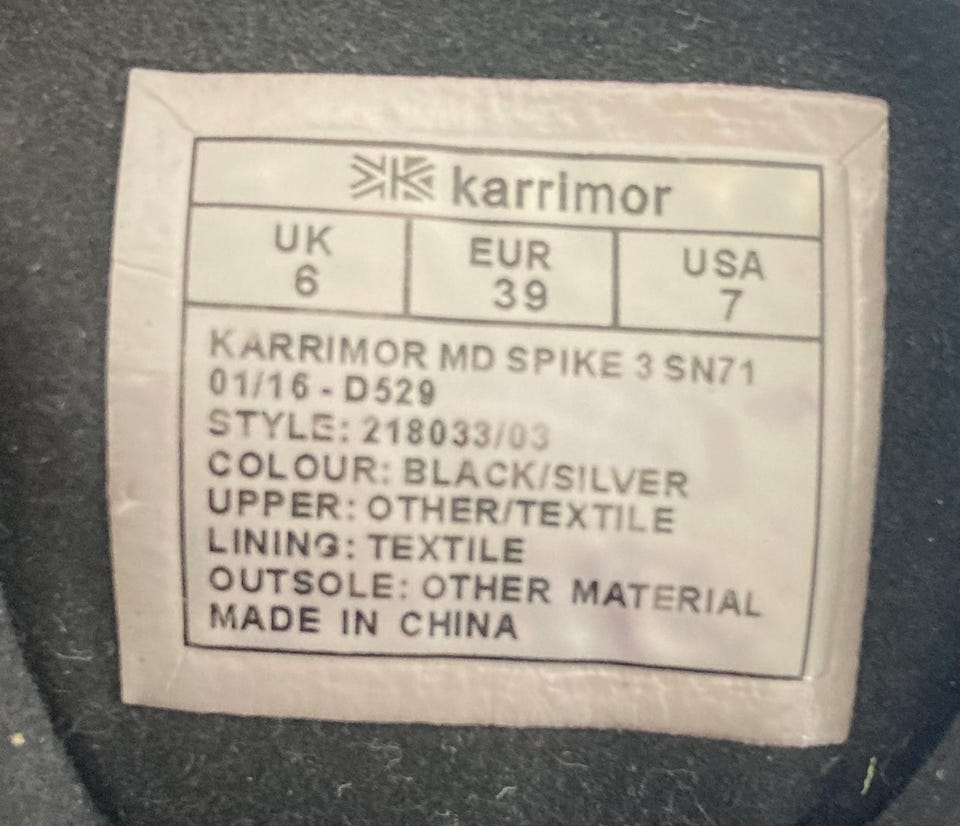 karrimor
UK EUR USA
6 39 7
KARRIMOR MD SPIKE 3 SN71
01/16 - D529
STYLE: 218033/03
COLOUR: BLACK/SILVER
UPPER: OTHER/TEXTILE
LINING: TEXTILE
OUTSOLE: OTHER MATERIAL
MADE IN CHINA